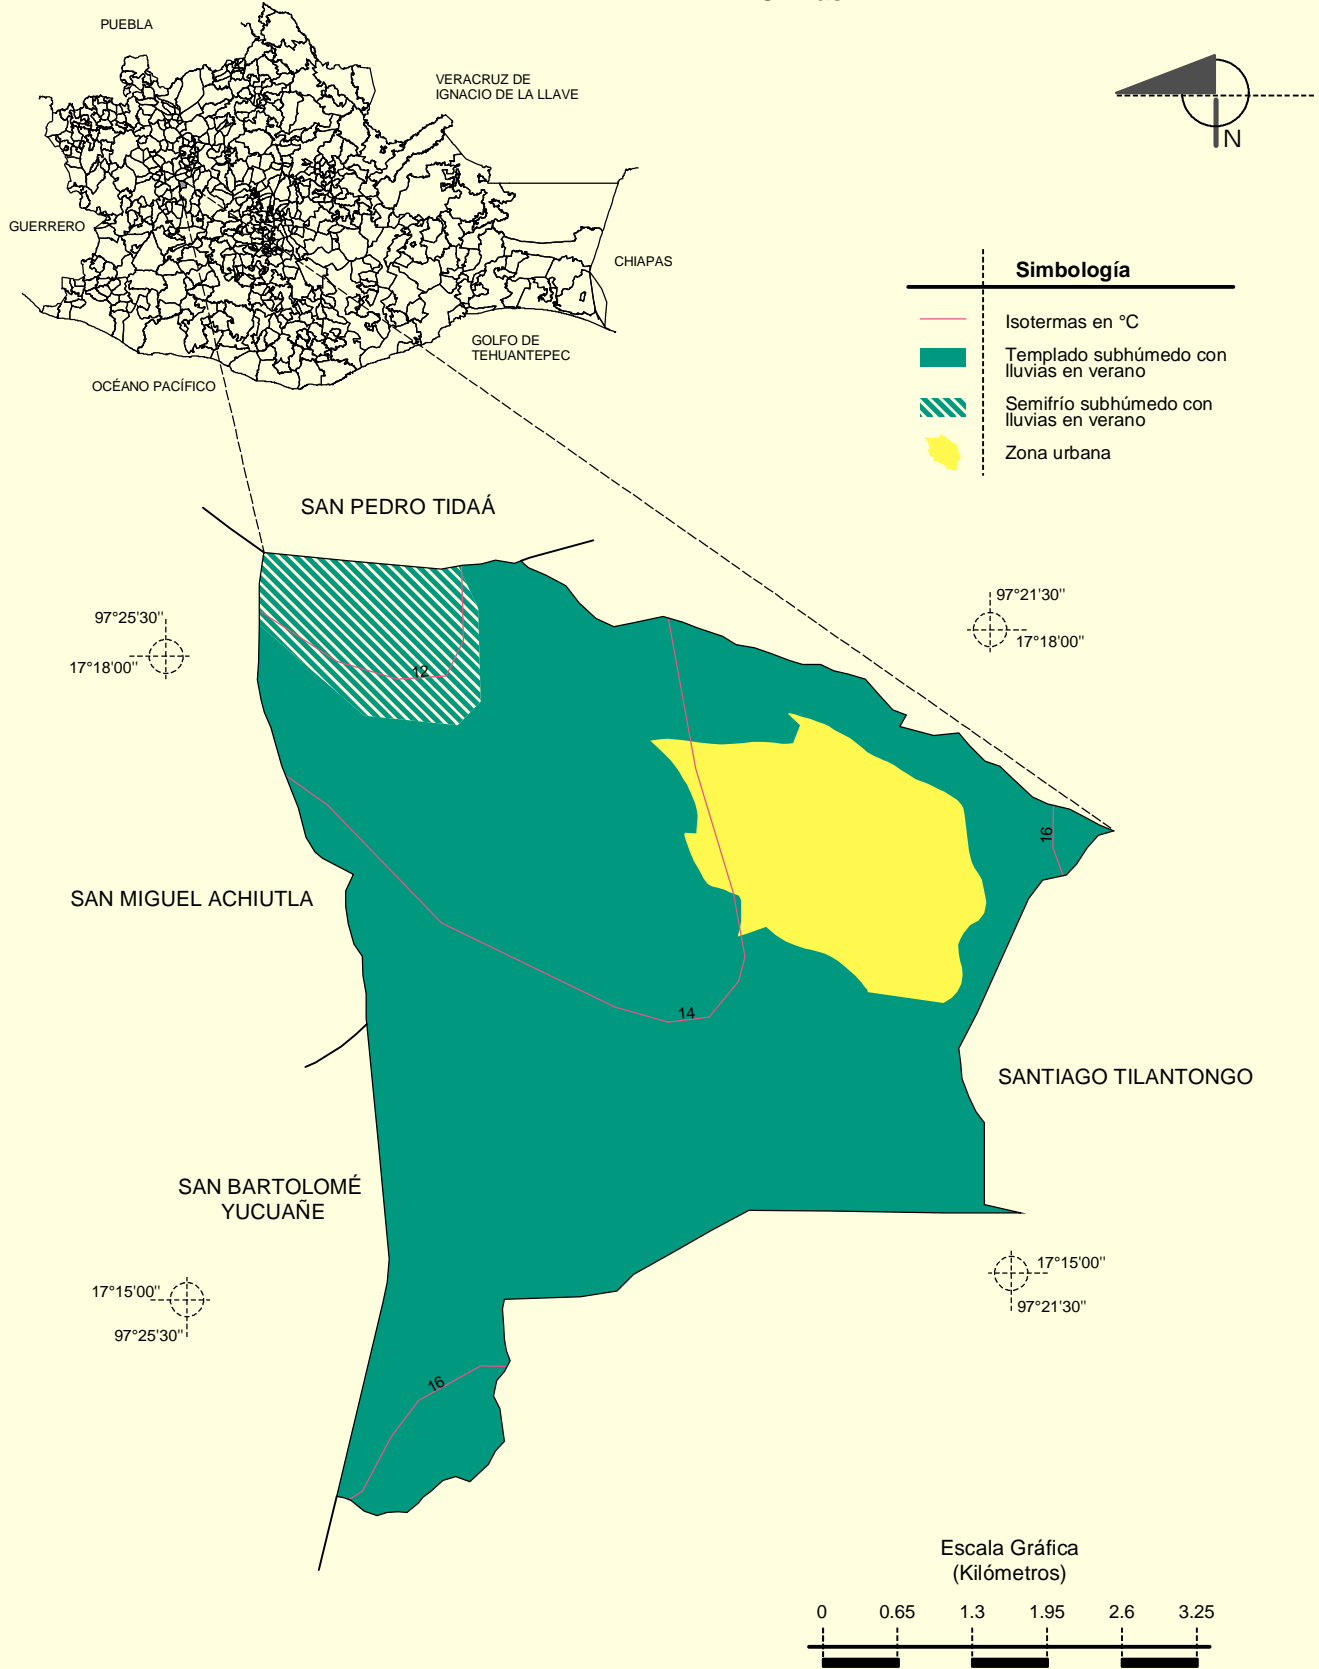 PUEBLA
VERACRUZ DE
IGNACIO DE LA LLAVE
N
GUERRERO
CHIAPAS
GOLFO DE
TEHUANTEPEC
OCÉANO PACÍFICO
Simbología
Isotermas en °C
Templado subhúmedo con
lluvias en verano
Semifrío subhúmedo con
lluvias en verano
Zona urbana
SAN PEDRO TIDAÁ
97°25'30''
17°18'00''
97°21'30''
17°18'00''
12
16
SAN MIGUEL ACHIUTLA
14
SANTIAGO TILANTONGO
SAN BARTOLOMÉ
YUCUAÑE
17°15'00''
97°25'30''
17°15'00''
97°21'30''
16
Escala Gráfica
(Kilómetros)
0 0.65 1.3 1.95 2.6 3.25